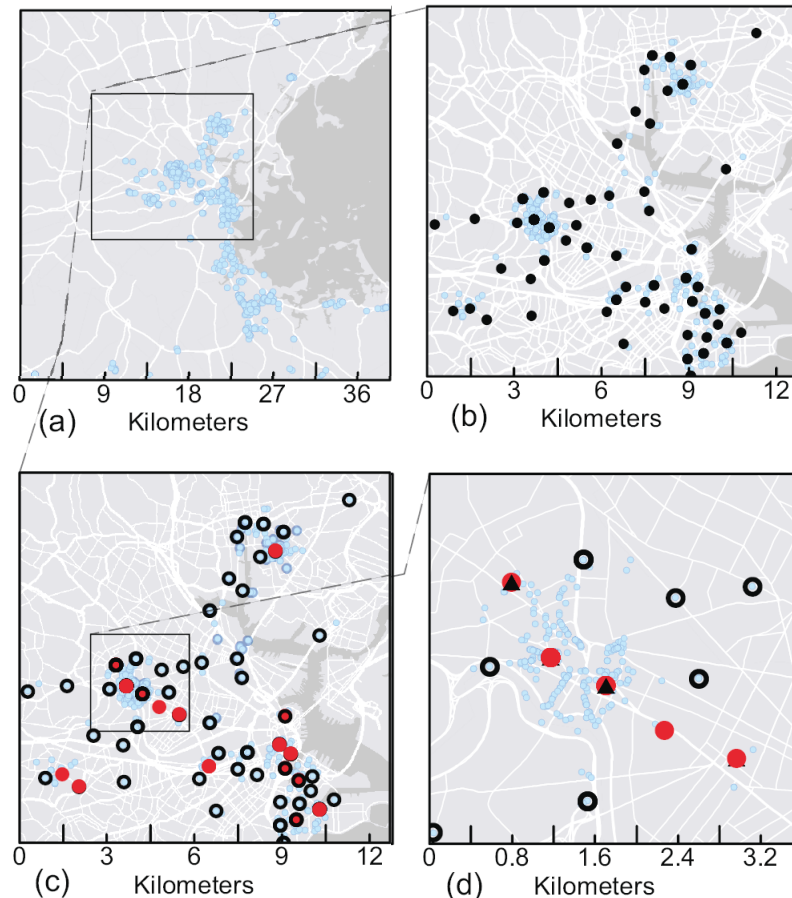 0 9 18 27 36
(a) Kilometers
0 3 6 9 12
(b) Kilometers
0 3 6 9 12
(c) Kilometers
0 0.8 1.6 2.4 3.2
(d) Kilometers